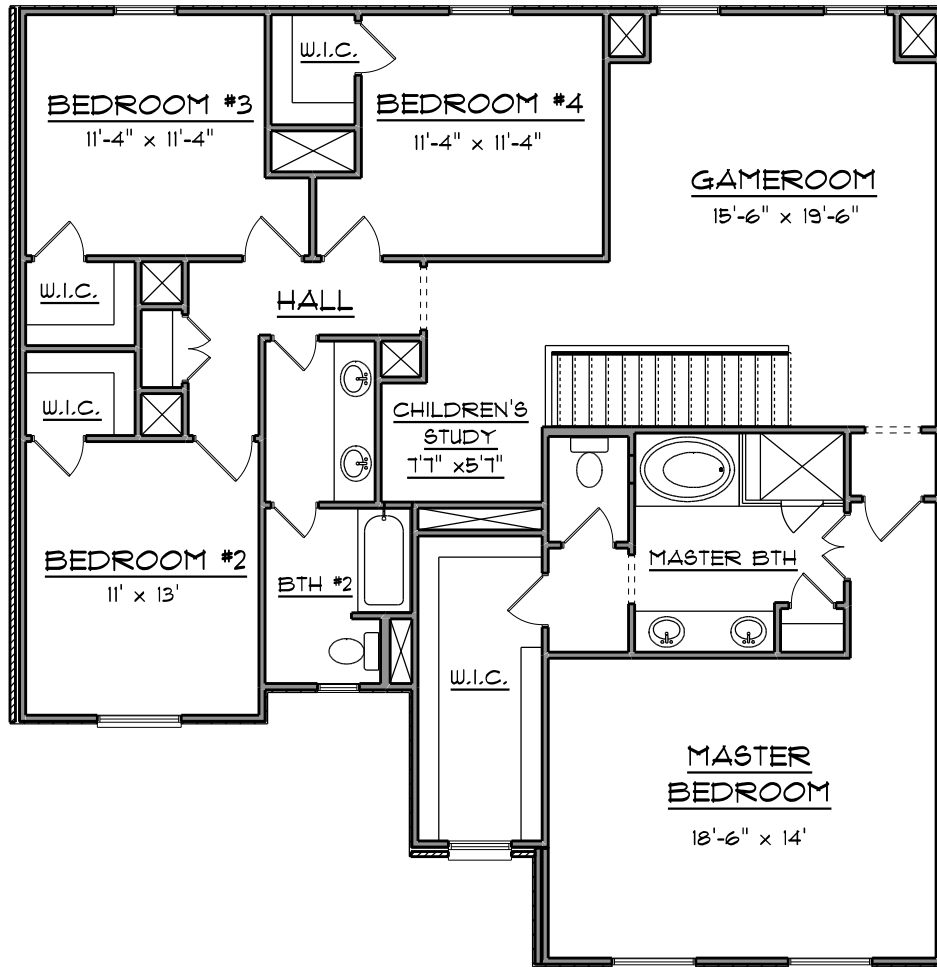 W.I.C.
BEDROOM #3
11'-4" x 11'-4"
BEDROOM #4
11'-4" x 11'-4"
GAMEROOM
15'-6" x 19'-6"
W.I.C.
HALL
W.I.C.
CHILDREN'S
STUDY
7'7" x5'7"
BEDROOM #2
11' x 13'
BTH #2
MASTER BTH
W.I.C.
MASTER
BEDROOM
18'-6" x 14'